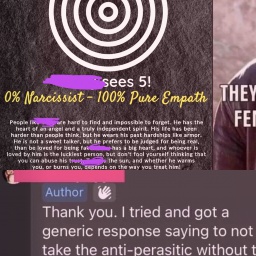 sees 5!
0% Narcissist - 100% Pure Empath
People like are hard to find and impossible to forget. He has the
heart of an angel and a truly independent spirit. His life has been
harder than people think, but he wears his past hardships like armor.
He is not a sweet talker, but he prefers to be judged for being real,
than be loved for being fa has a big heart, and whoever is
loved by him is the luckiest person, but don't fool yourself thinking that
you can abuse his trus the sun, and whether he warms
you, or burns you, depends on the way you treat him!
THEY
FE
Author
Thank you. I tried and got a
generic response saying to not
take the anti-perasitic without t